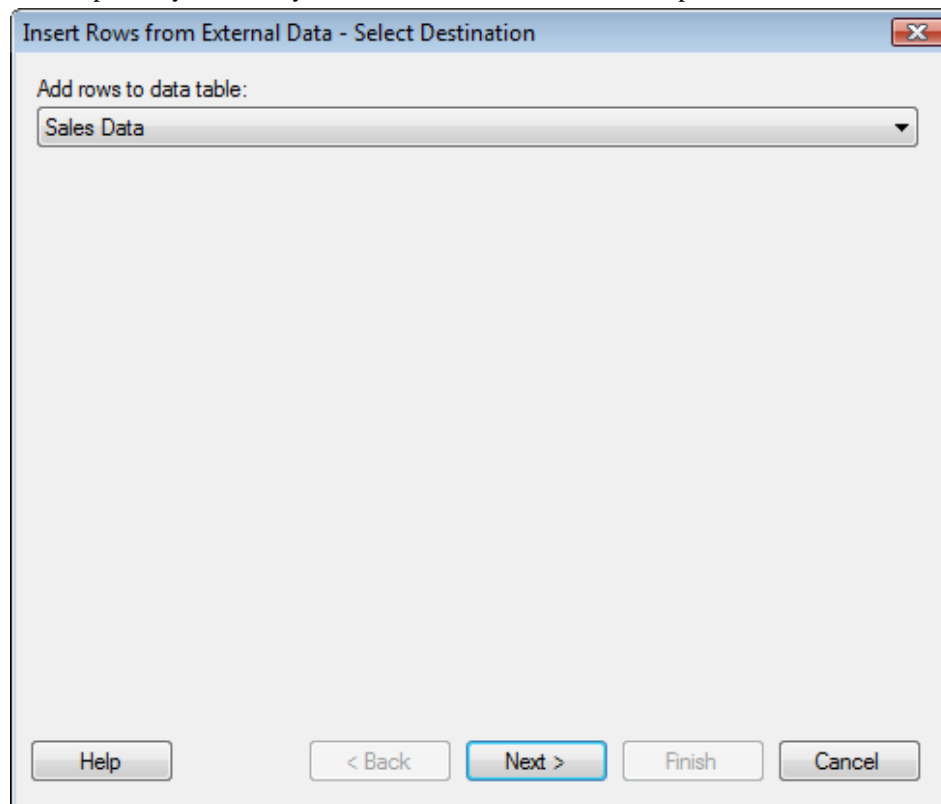 Insert Rows from External Data - Select Destination
Add rows to data table:
Sales Data
Help < Back Next > Finish Cancel